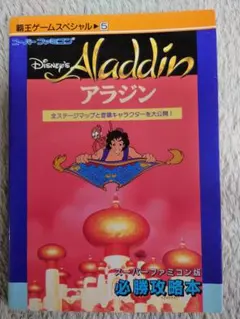 覇王ゲームスペシャル▶5
スーパーファミコン
DISNEY'S
Aladdin
アラジン
全ステージマップと登場キャラクターを大公開!
スーパーファミコン版
必勝攻略本